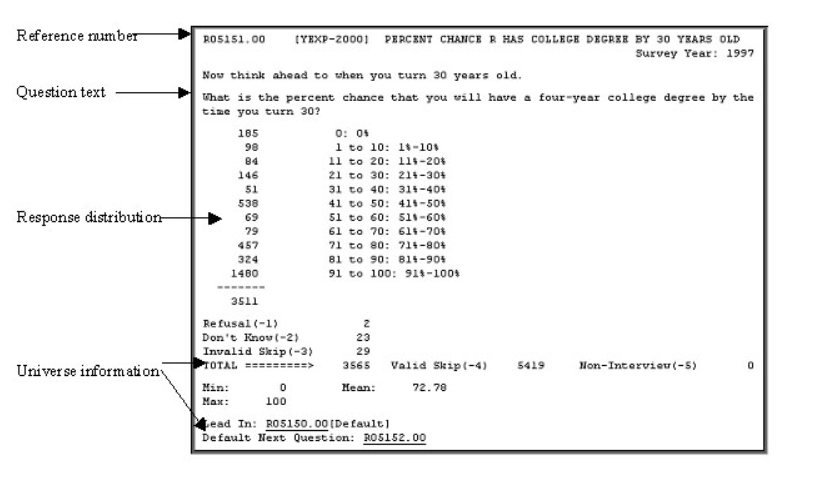 Reference number
R05151.00 [YEXP-2000] PERCENT CHANCE R HAS COLLEGE DEGREE BY 30 YEARS OLD
Survey Year: 1997
Now think ahead to when you turn 30 years old.
Question text
What is the percent chance that you will have a four-year college degree by the
time you turn 30?
185 0: 0%
98 1 to 10: 1%-10%
84 11 to 20: 11%-20%
146 21 to 30: 21%-30%
51 31 to 40: 31%-40%
538 41 to 50: 41%-50%
Response distribution
69 51 to 60: 51%-60%
79 61 to 70: 61%-70%
457 71 to 80: 71%-80%
324 81 to 90: 81%-90%
1480 91 to 100: 91%-100%
-------
3511
Refusal(-1) 2
Don't Know(-2) 23
Invalid Skip(-3) 29
TOTAL =========> 3565 Valid Skip(-4) 5419 Non-Interview(-5) 0
Universe information
Min: 0 Mean: 72.78
Max: 100
Lead In: R05150.00[Default]
Default Next Question: R05152.00